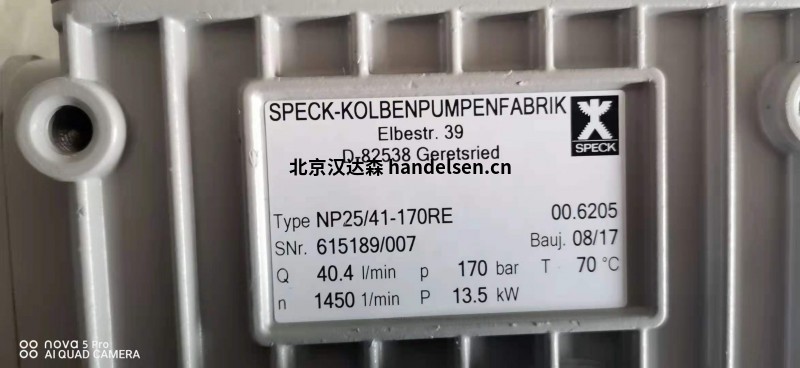 SPECK-KOLBENPUMPENFABRIK
Elbestr. 39
D-82538 Geretsried
SPECK
北京汉达森 handelsen.cn
Type NP25/41-170RE 00.6205
SNr. 615189/007 Bauj. 08/17
Q 40.4 l/min p 170 bar T 70 °C
n 1450 1/min P 13.5 kW
nova 5 Pro
AI QUAD CAMERA